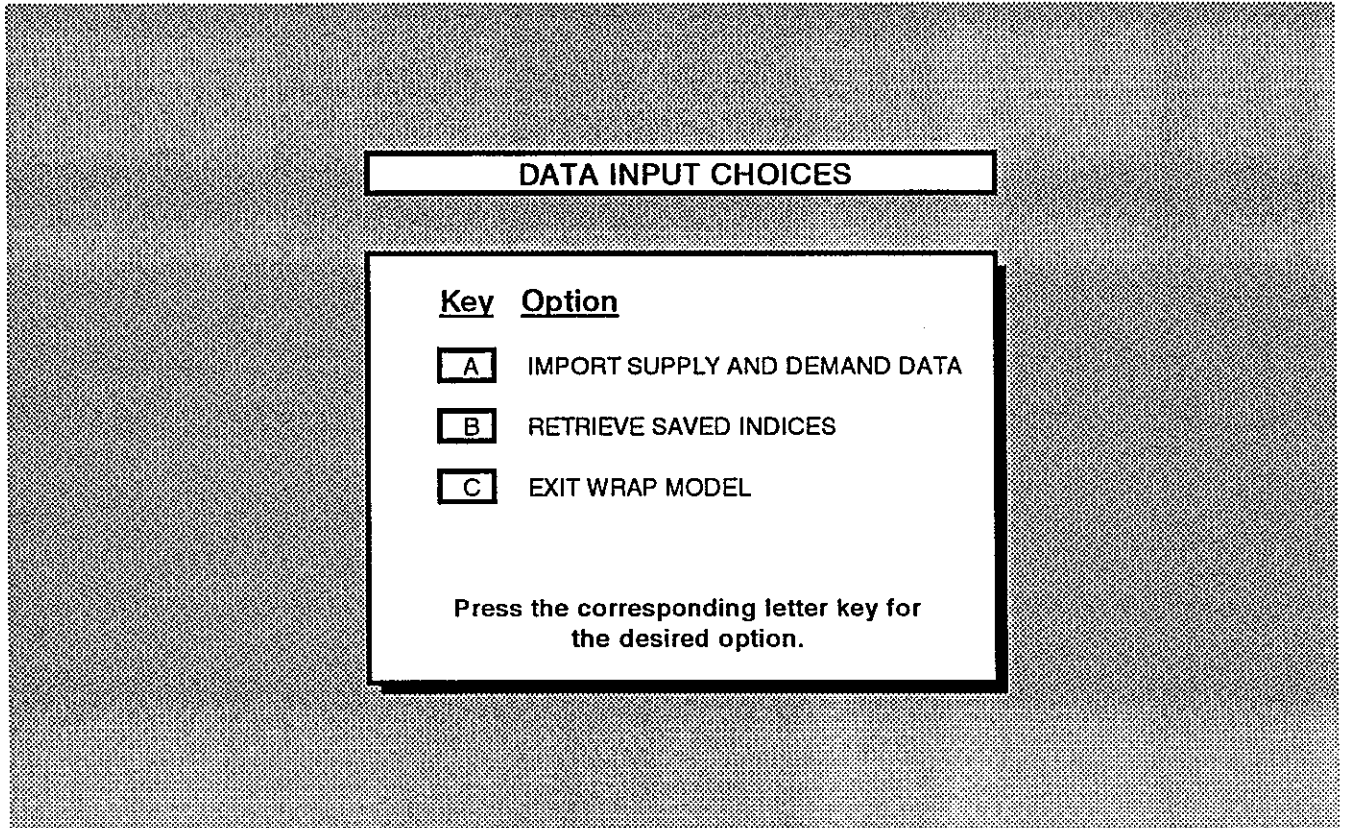 DATA INPUT CHOICES
Key Option
A IMPORT SUPPLY AND DEMAND DATA
B RETRIEVE SAVED INDICES
C EXIT WRAP MODEL
Press the corresponding letter key for
the desired option.